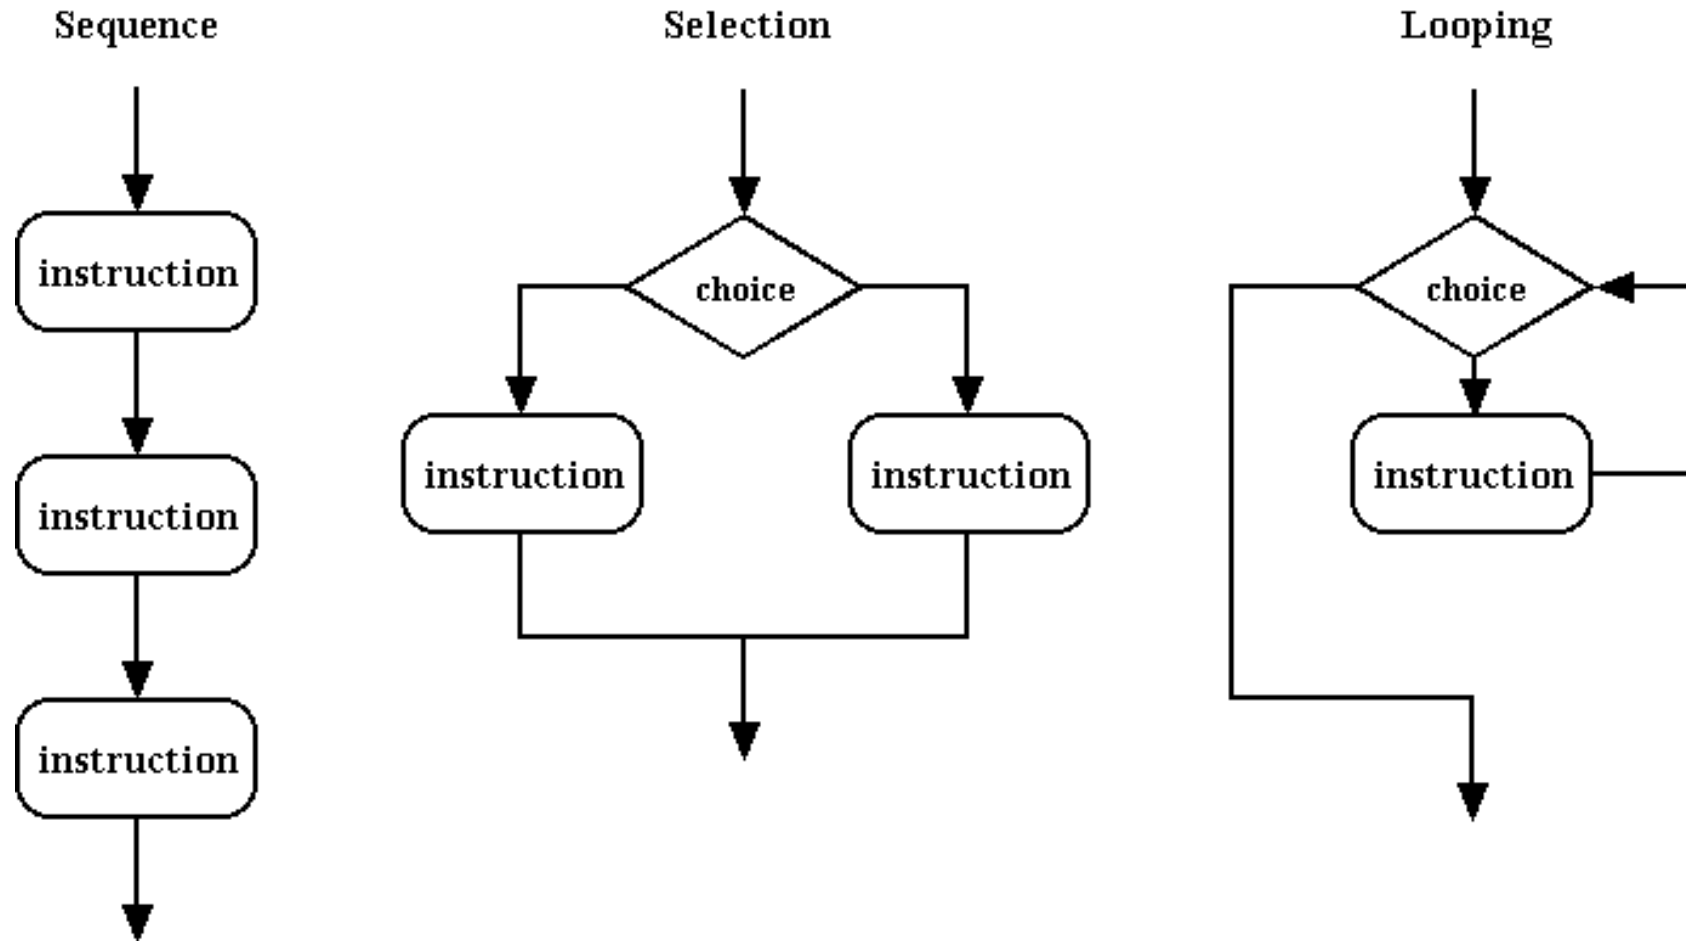 Sequence
instruction
instruction
instruction
Selection
choice
instruction
instruction
Looping
choice
instruction